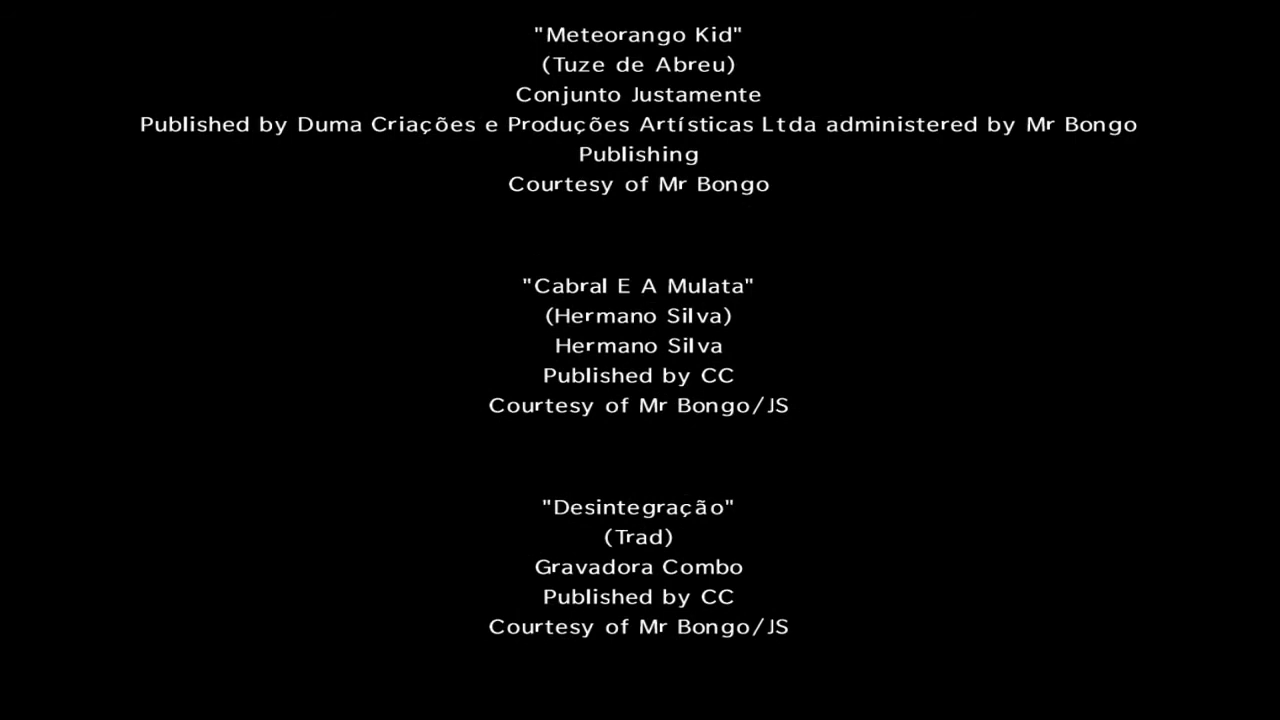 "Meteorango Kid"
(Tuze de Abreu)
Conjunto Justamente
Published by Duma Criações e Produções Artísticas Ltda administered by Mr Bongo
Publishing
Courtesy of Mr Bongo
"Cabral E A Mulata"
(Hermano Silva)
Hermano Silva
Published by CC
Courtesy of Mr Bongo/JS
"Desintegração"
(Trad)
Gravadora Combo
Published by CC
Courtesy of Mr Bongo/JS